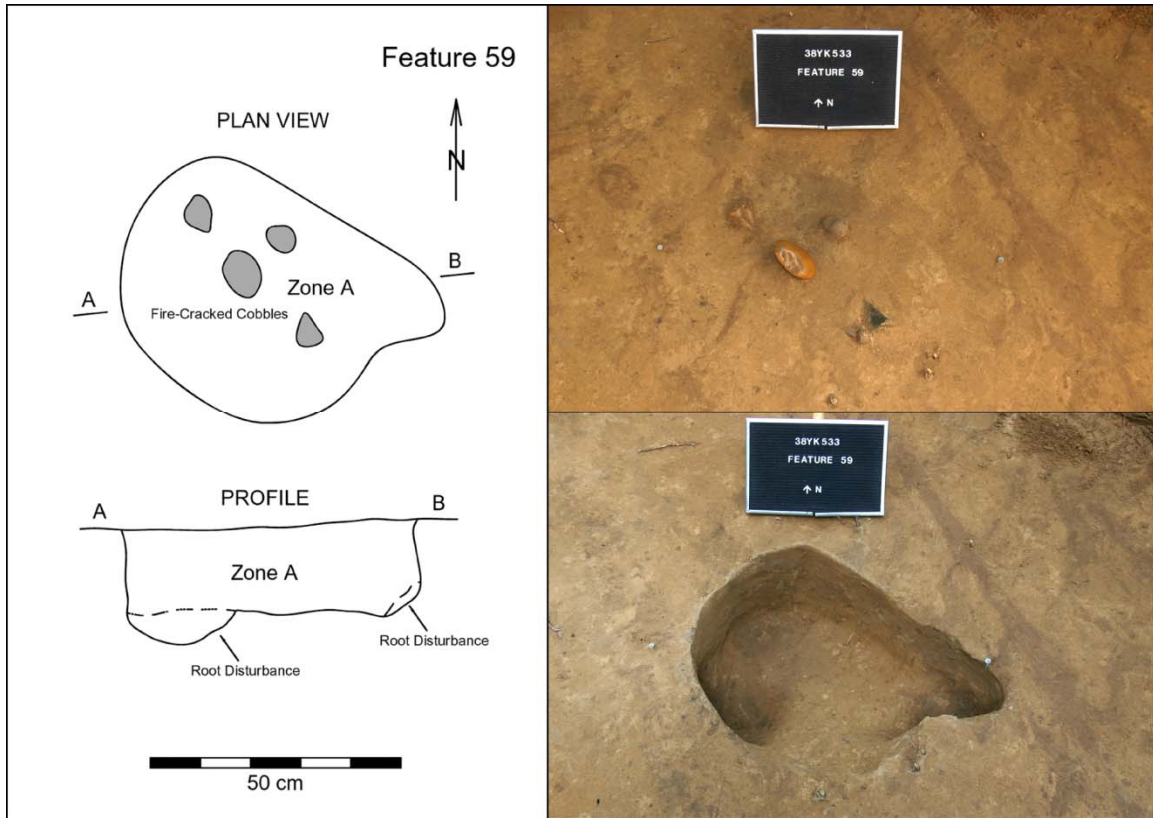 Feature 59
PLAN VIEW
N
B
A
Zone A
Fire-Cracked Cobbles
PROFILE
A
B
Zone A
Root Disturbance
Root Disturbance
50 cm
38YK533
FEATURE 59
↑ N
38YK533
FEATURE 59
↑ N